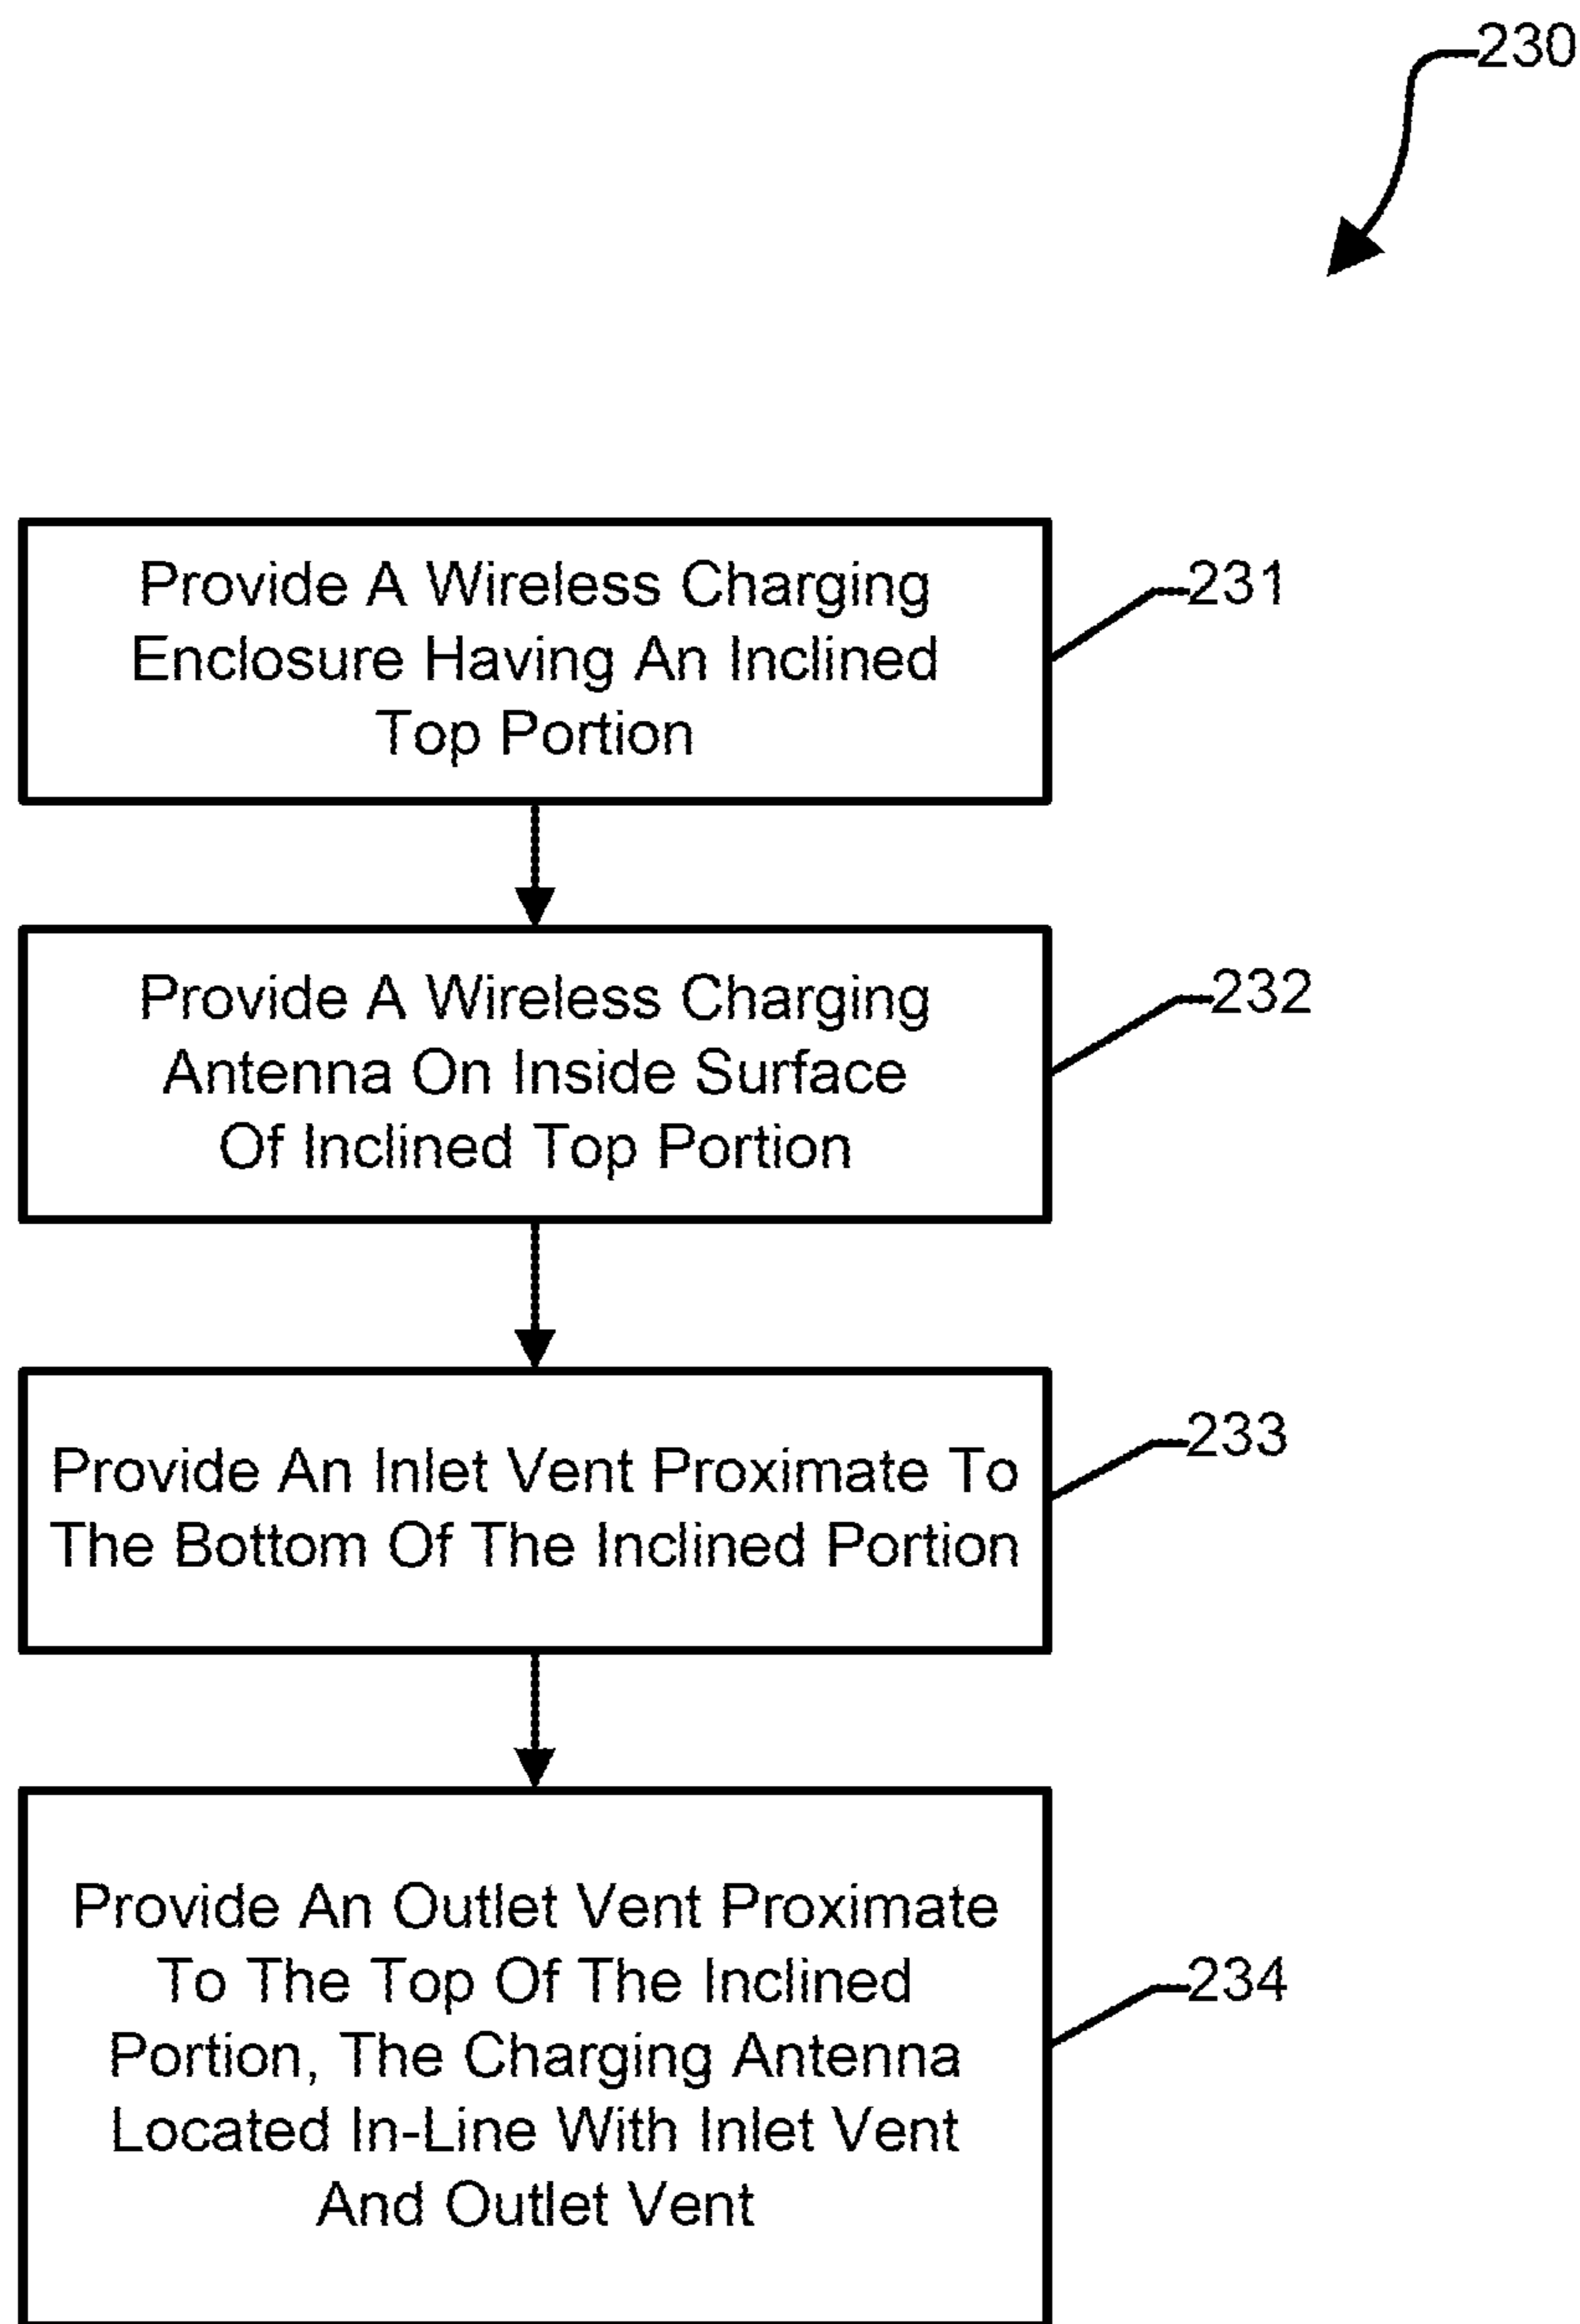 230
Provide A Wireless Charging
Enclosure Having An Inclined
Top Portion
231
Provide A Wireless Charging
Antenna On Inside Surface
Of Inclined Top Portion
232
Provide An Inlet Vent Proximate To
The Bottom Of The Inclined Portion
233
Provide An Outlet Vent Proximate
To The Top Of The Inclined
Portion, The Charging Antenna
Located In-Line With Inlet Vent
And Outlet Vent
234